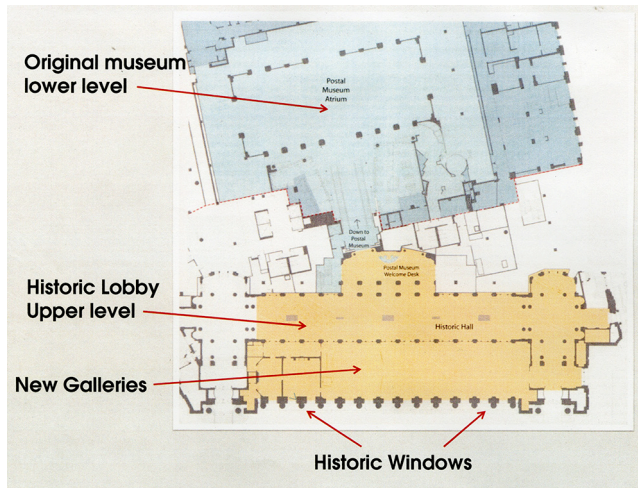 Original museum
lower level
Postal
Museum
Atrium
Down to
Postal
Museum
Postal Museum
Welcome Desk
Historic Lobby
Upper level
Historic Hall
New Galleries
Historic Windows